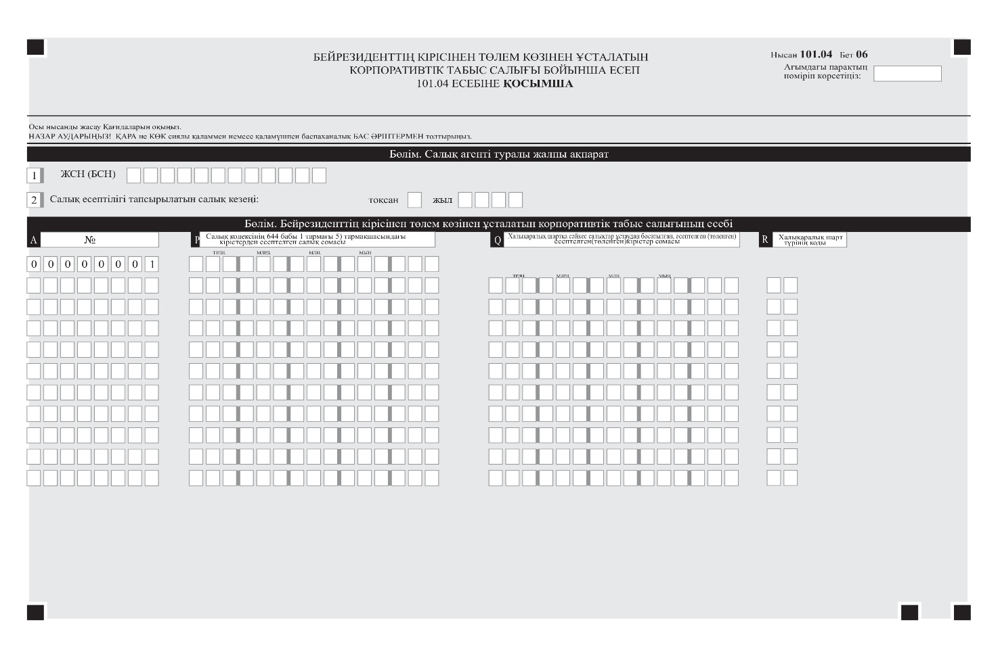 БЕЙРЕЗИДЕНТТІҢ КІРІСІНЕН ТӨЛЕМ КӨЗІНЕН ҰСТАЛАТЫН
КОРПОРАТИВТІК ТАБЫС САЛЫҒЫ БОЙЫНША ЕСЕП
101.04 ЕСЕБІНЕ ҚОСЫМША
Нысан 101.04 Бет 06
Ағымдағы парақтың
нөмірін көрсетіңіз:
Осы нысанды жасау Қағидаларын оқыңыз.
НАЗАР АУДАРЫҢЫЗ! ҚАРА не КӨК сиялы қаламмен немесе қаламұшпен баспаханалық БАС ӘРІПТЕРМЕН толтырыңыз.
Бөлім. Салық агенті туралы жалпы ақпарат
1 ЖСН (БСН)
2 Салық есептілігі тапсырылатын салық кезеңі: тоқсан жыл
Бөлім. Бейрезиденттің кірісінен төлем көзінен ұсталатын корпоративтік табыс салығының есебі
A №
P Салық кодексінің 644 бабы 1 тармағы 5) тармақшасындағы
кірістерден есептелген салық сомасы
Q Халықаралық шартқа сәйкес салықтар ұстаудан босатылған, есептелген (төленген)
есептелген(төленген)кірістер сомасы
R Халықаралық шарт
түрінің коды
ТРЛН. МЛРД. МЛН. МЫН
0 0 0 0 0 0 0 1
ТРЛН. МЛРД. МЛН. МЫН